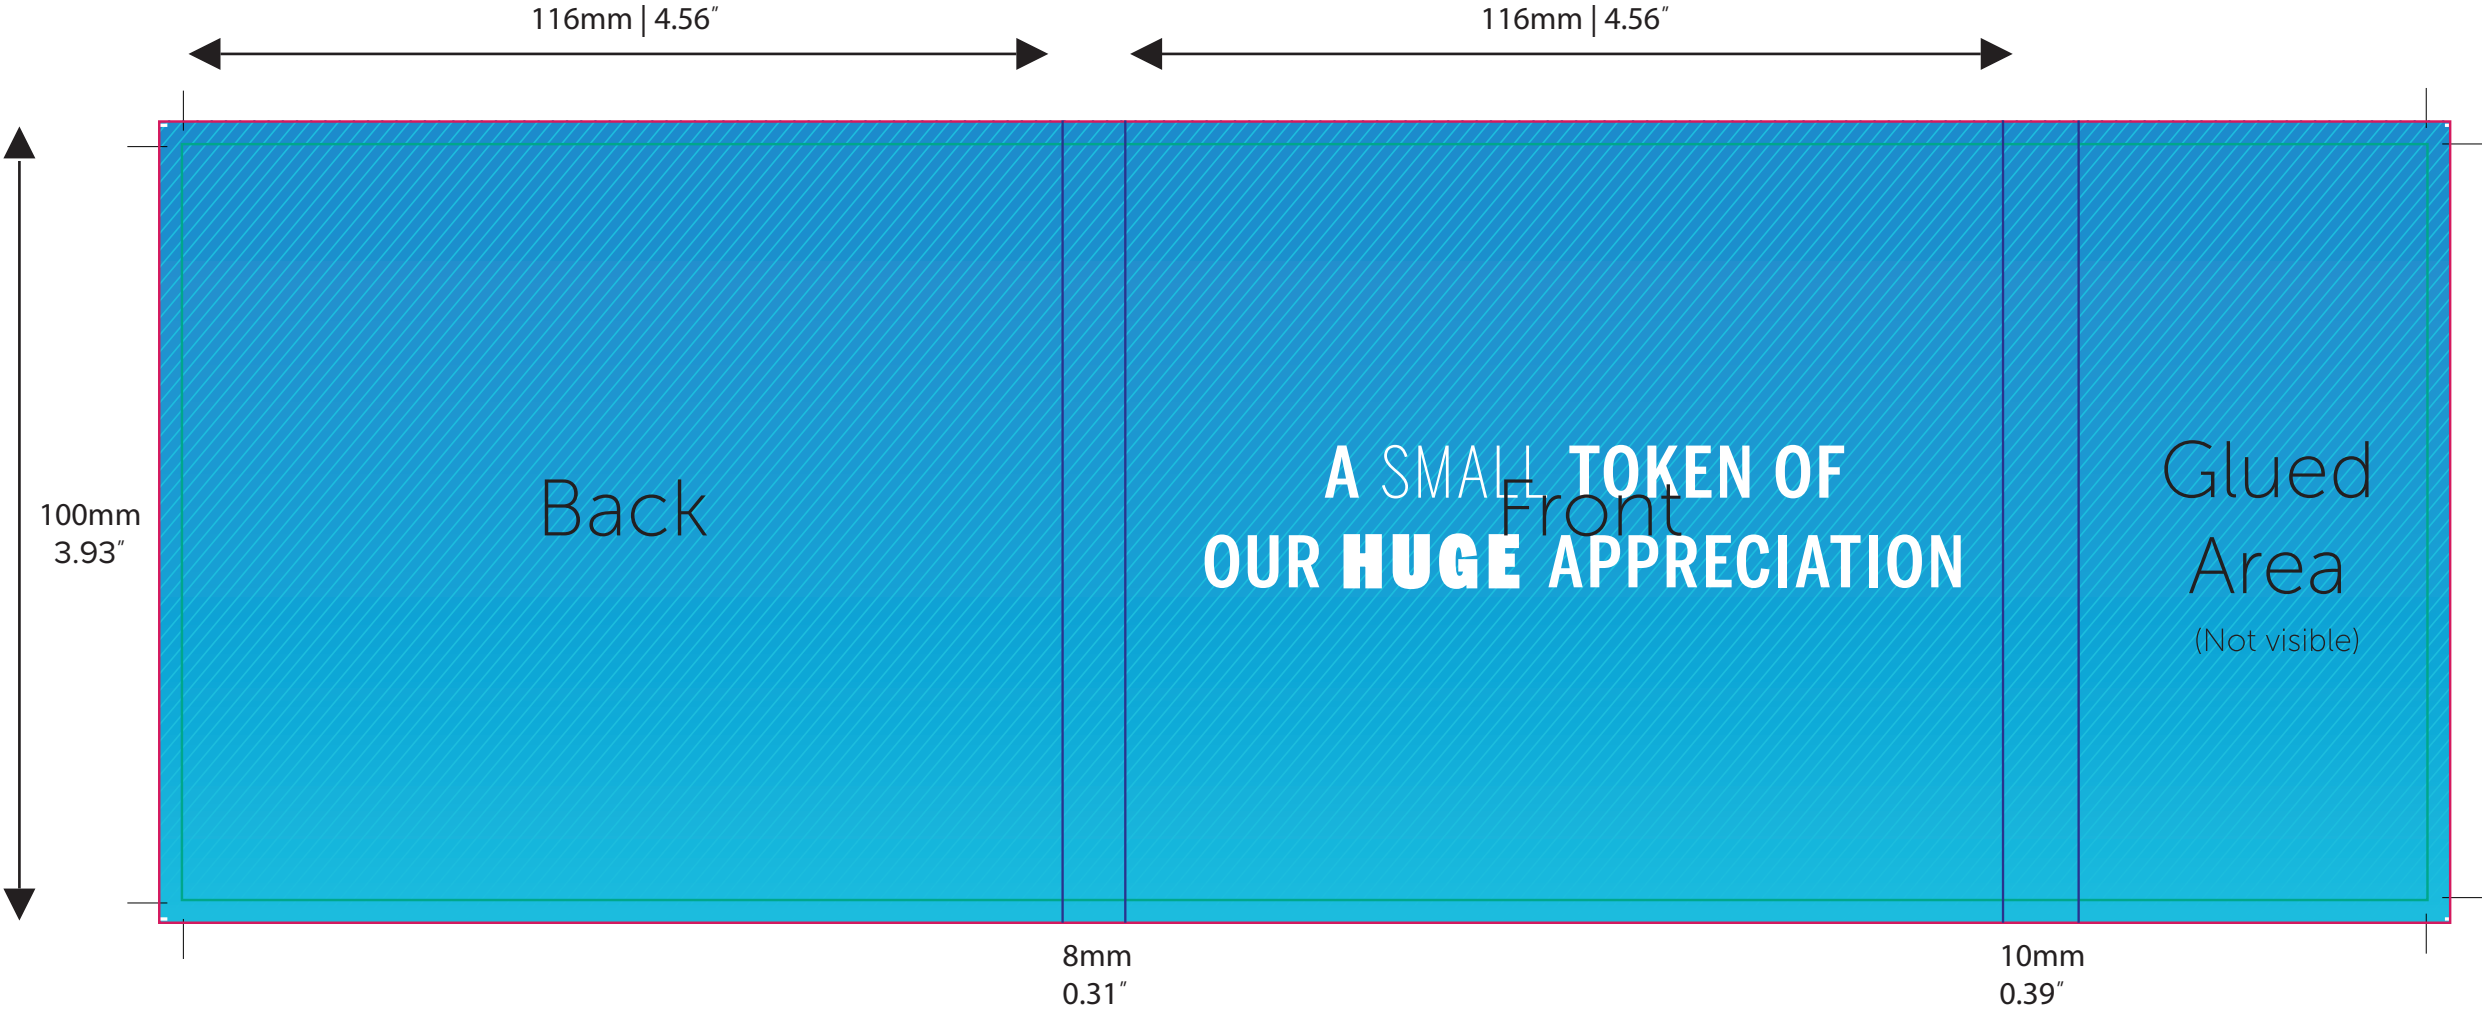 116mm | 4.56″
116mm | 4.56″
100mm
3.93″
Back
A SMALL TOKEN OF
OUR HUGE APPRECIATION
Front
Glued
Area
(Not visible)
8mm
0.31″
10mm
0.39″